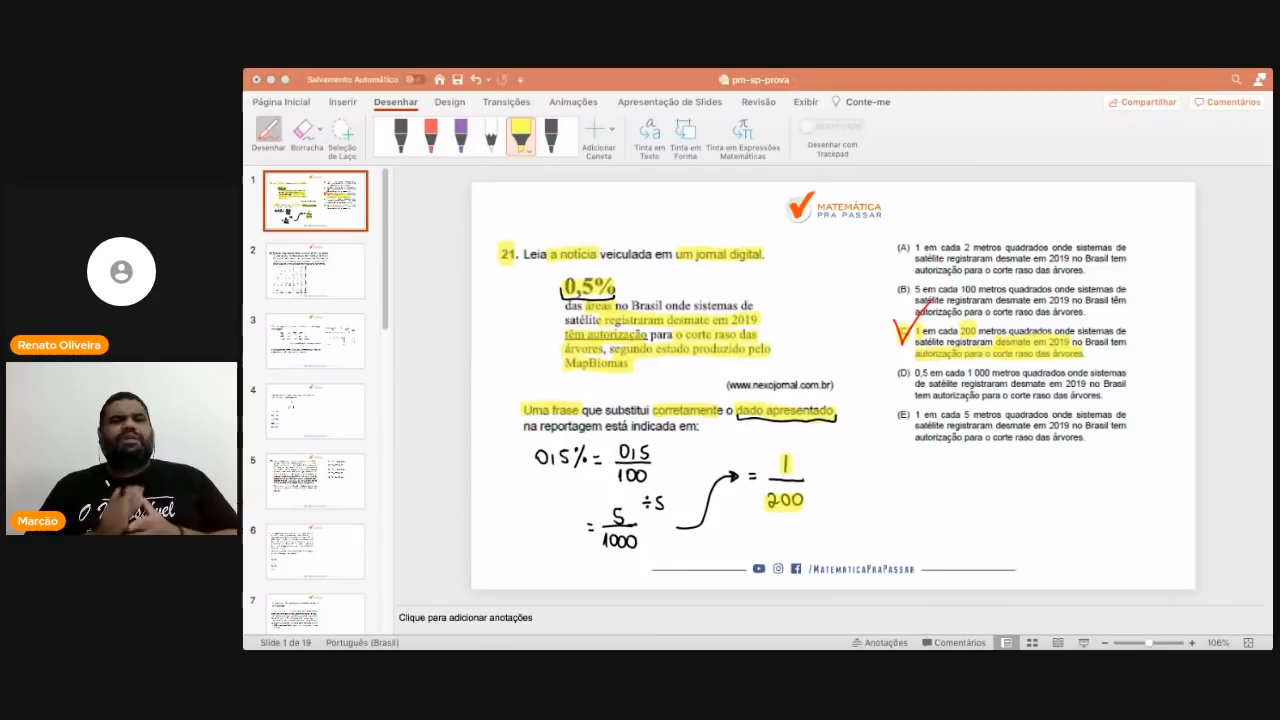 Salvamento Automático
pm-sp-prova
Página Inicial
Inserir
Desenhar
Design
Transições
Animações
Apresentação de Slides
Revisão
Exibir
Conte-me
Compartilhar
Comentários
Desenhar
Borracha
Seleção de Laço
Adicionar Caneta
Tinta em Texto
Tinta em Forma
Tinta em Expressões Matemáticas
Desenhar com Trackpad
1
2
3
4
5
6
7
Renato Oliveira
Marcão
MATEMÁTICA
PRA PASSAR
21. Leia a notícia veiculada em um jornal digital.
0,5%
das áreas no Brasil onde sistemas de
satélite registraram desmate em 2019
têm autorização para o corte raso das
árvores, segundo estudo produzido pelo
MapBiomas
(www.nexojornal.com.br)
Uma frase que substitui corretamente o dado apresentado
na reportagem está indicada em:
0,5% = 0,5/100
÷5
= 5/1000
= 1/200
(A) 1 em cada 2 metros quadrados onde sistemas de
satélite registraram desmate em 2019 no Brasil tem
autorização para o corte raso das árvores.
(B) 5 em cada 100 metros quadrados onde sistemas de
satélite registraram desmate em 2019 no Brasil têm
autorização para o corte raso das árvores.
(C) 1 em cada 200 metros quadrados onde sistemas de
satélite registraram desmate em 2019 no Brasil tem
autorização para o corte raso das árvores.
(D) 0,5 em cada 1 000 metros quadrados onde sistemas
de satélite registraram desmate em 2019 no Brasil
tem autorização para o corte raso das árvores.
(E) 1 em cada 5 metros quadrados onde sistemas de
satélite registraram desmate em 2019 no Brasil tem
autorização para o corte raso das árvores.
/MATEMATICAPRAPASSAR
Clique para adicionar anotações
Slide 1 de 19
Português (Brasil)
Anotações
Comentários
106%